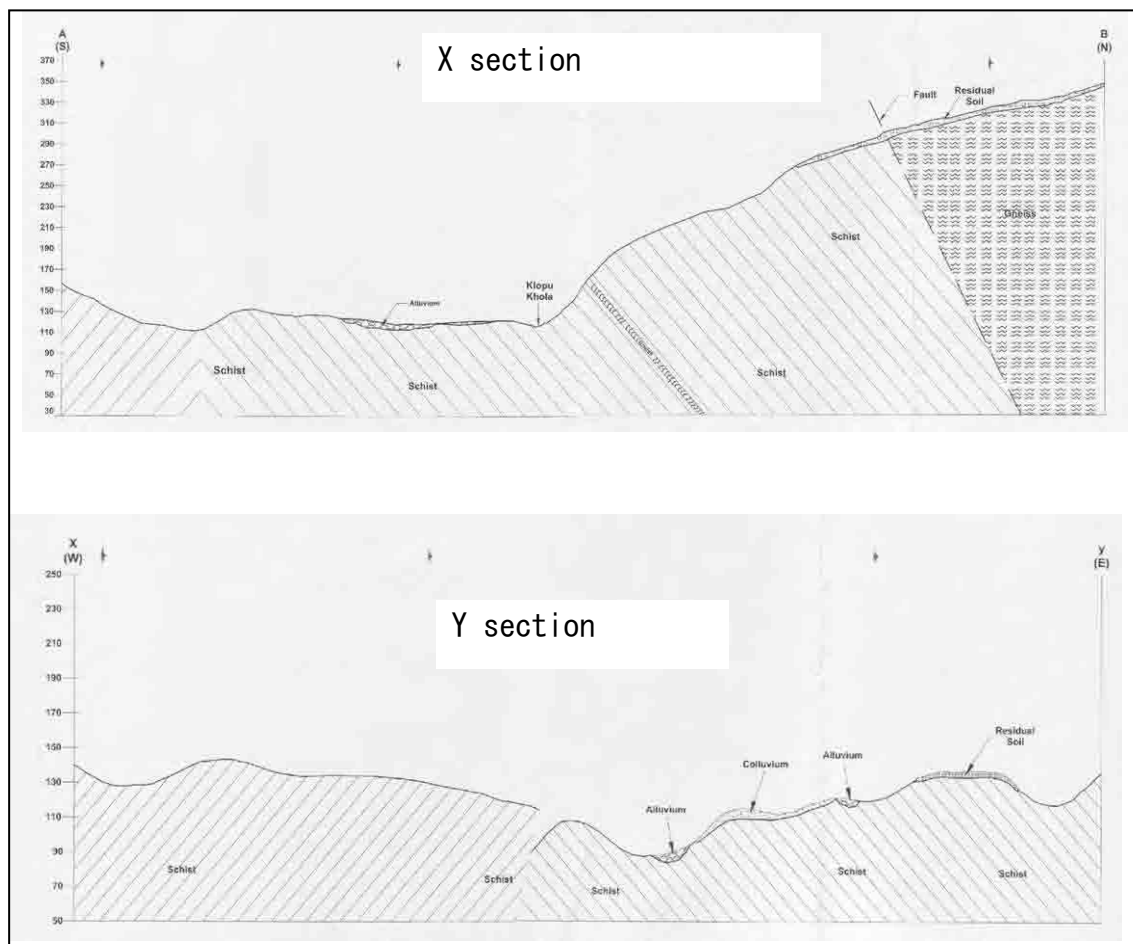 A
(S)
X section
B
(N)
370
350
330
310
290
270
250
230
210
190
170
150
130
110
90
70
50
30
Fault
Residual
Soil
Gneiss
Schist
Klopu
Khola
Alluvium
Schist
Schist
Schist
X
(W)
Y section
y
(E)
250
230
210
190
170
150
130
110
90
70
50
Residual
Soil
Alluvium
Colluvium
Alluvium
Schist
Schist
Schist
Schist
Schist